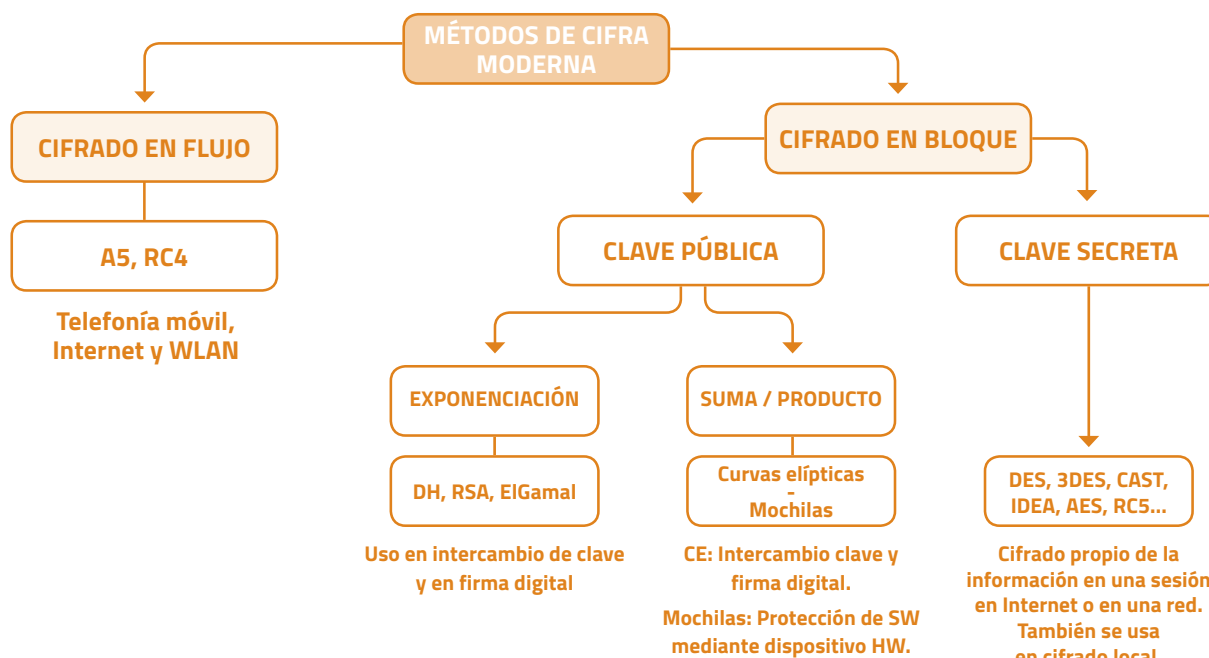 MÉTODOS DE CIFRA
MODERNA
CIFRADO EN FLUJO
A5, RC4
Telefonía móvil,
Internet y WLAN
CIFRADO EN BLOQUE
CLAVE PÚBLICA
EXPONENCIACIÓN
DH, RSA, ElGamal
Uso en intercambio de clave
y en firma digital
SUMA / PRODUCTO
Curvas elípticas
-
Mochilas
CE: Intercambio clave y
firma digital.
Mochilas: Protección de SW
mediante dispositivo HW.
CLAVE SECRETA
DES, 3DES, CAST,
IDEA, AES, RC5...
Cifrado propio de la
información en una sesión
en Internet o en una red.
También se usa
en cifrado local